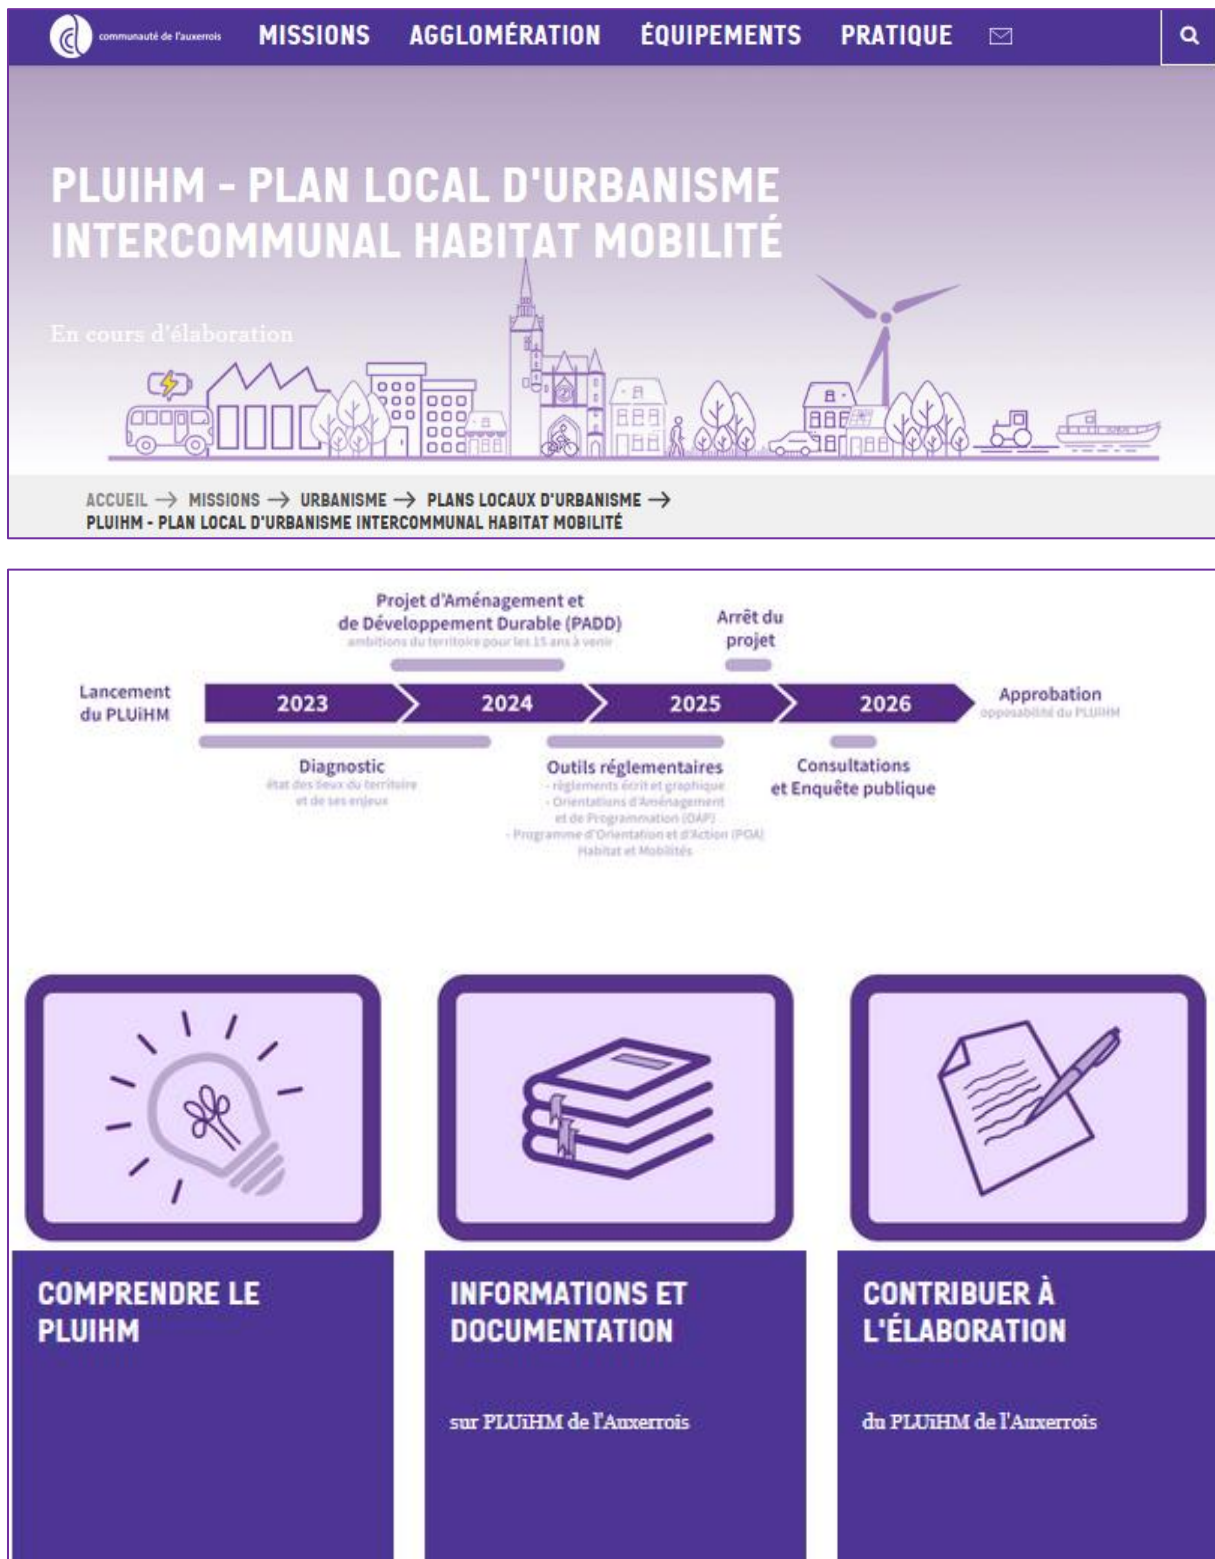 communauté de l'auxerrois
MISSIONS
AGGLOMÉRATION
ÉQUIPEMENTS
PRATIQUE
PLUIHM - PLAN LOCAL D'URBANISME
INTERCOMMUNAL HABITAT MOBILITÉ
En cours d'élaboration
ACCUEIL → MISSIONS → URBANISME → PLANS LOCAUX D'URBANISME →
PLUIHM - PLAN LOCAL D'URBANISME INTERCOMMUNAL HABITAT MOBILITÉ
Projet d'Aménagement et
de Développement Durable (PADD)
ambitions du territoire pour les 15 ans à venir
Arrêt du
projet
Lancement
du PLUiHM
2023
2024
2025
2026
Approbation
opposabilité du PLUiHM
Diagnostic
état des lieux du territoire
et de ses enjeux
Outils réglementaires
- règlements écrit et graphique
- Orientations d'Aménagement
et de Programmation (OAP)
- Programme d'Orientation et d'Action (POA)
Habitat et Mobilités
Consultations
et Enquête publique
COMPRENDRE LE
PLUIHM
INFORMATIONS ET
DOCUMENTATION
sur PLUiHM de l'Auxerrois
CONTRIBUER À
L'ÉLABORATION
du PLUiHM de l'Auxerrois